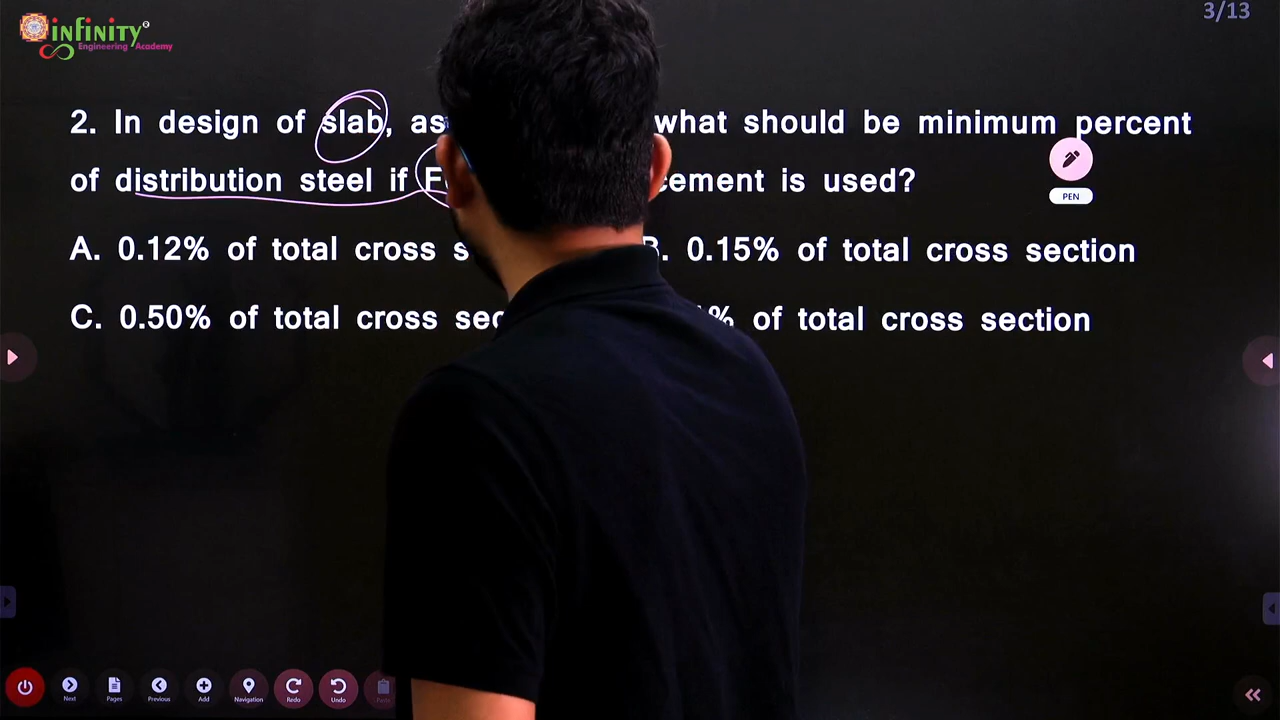 infinity
Engineering Academy
3/13
2. In design of slab, as what should be minimum percent
of distribution steel if F cement is used?
A. 0.12% of total cross s B. 0.15% of total cross section
C. 0.50% of total cross sec % of total cross section
PEN
Next Pages Previous Add Navigation Redo Undo